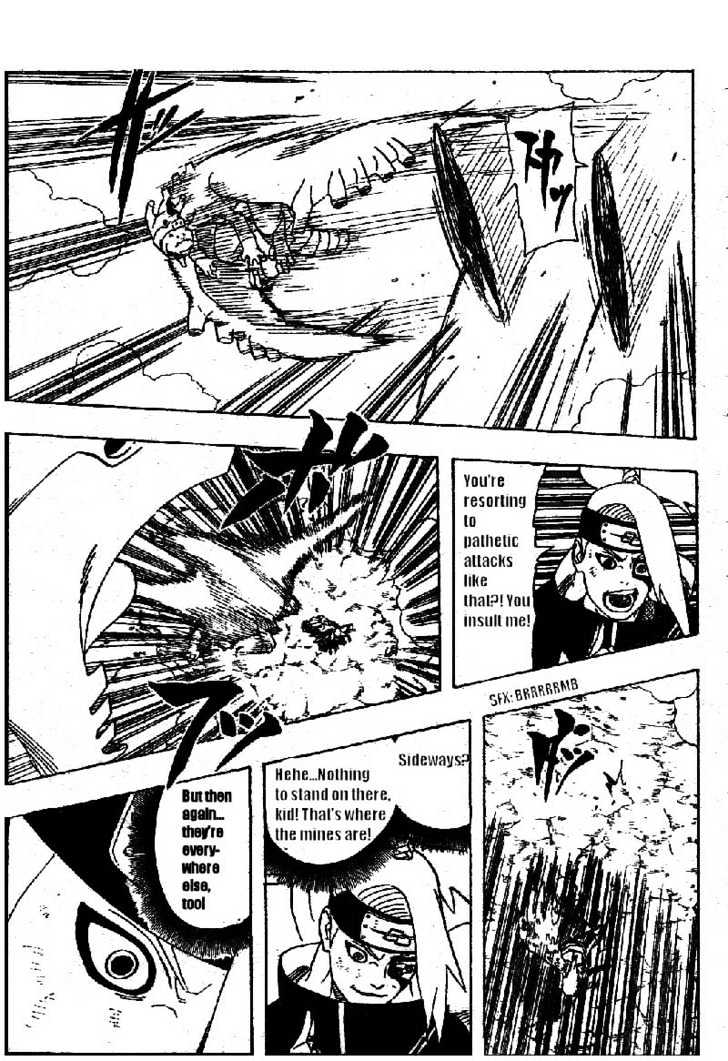 You're
resorting
to
pathetic
attacks
like
that?! You
insult me!
SFX: BRRRRRMB
Sideways?
Hehe...Nothing
to stand on there,
kid! That's where
the mines are!
But then
again...
they're
every-
where
else,
too!